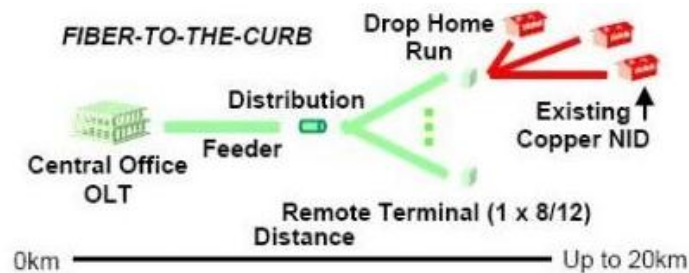 FIBER-TO-THE-CURB
Drop Home
Run
Distribution
Feeder
Central Office
OLT
Existing
Copper NID
Remote Terminal (1 x 8/12)
Distance
0km
Up to 20km